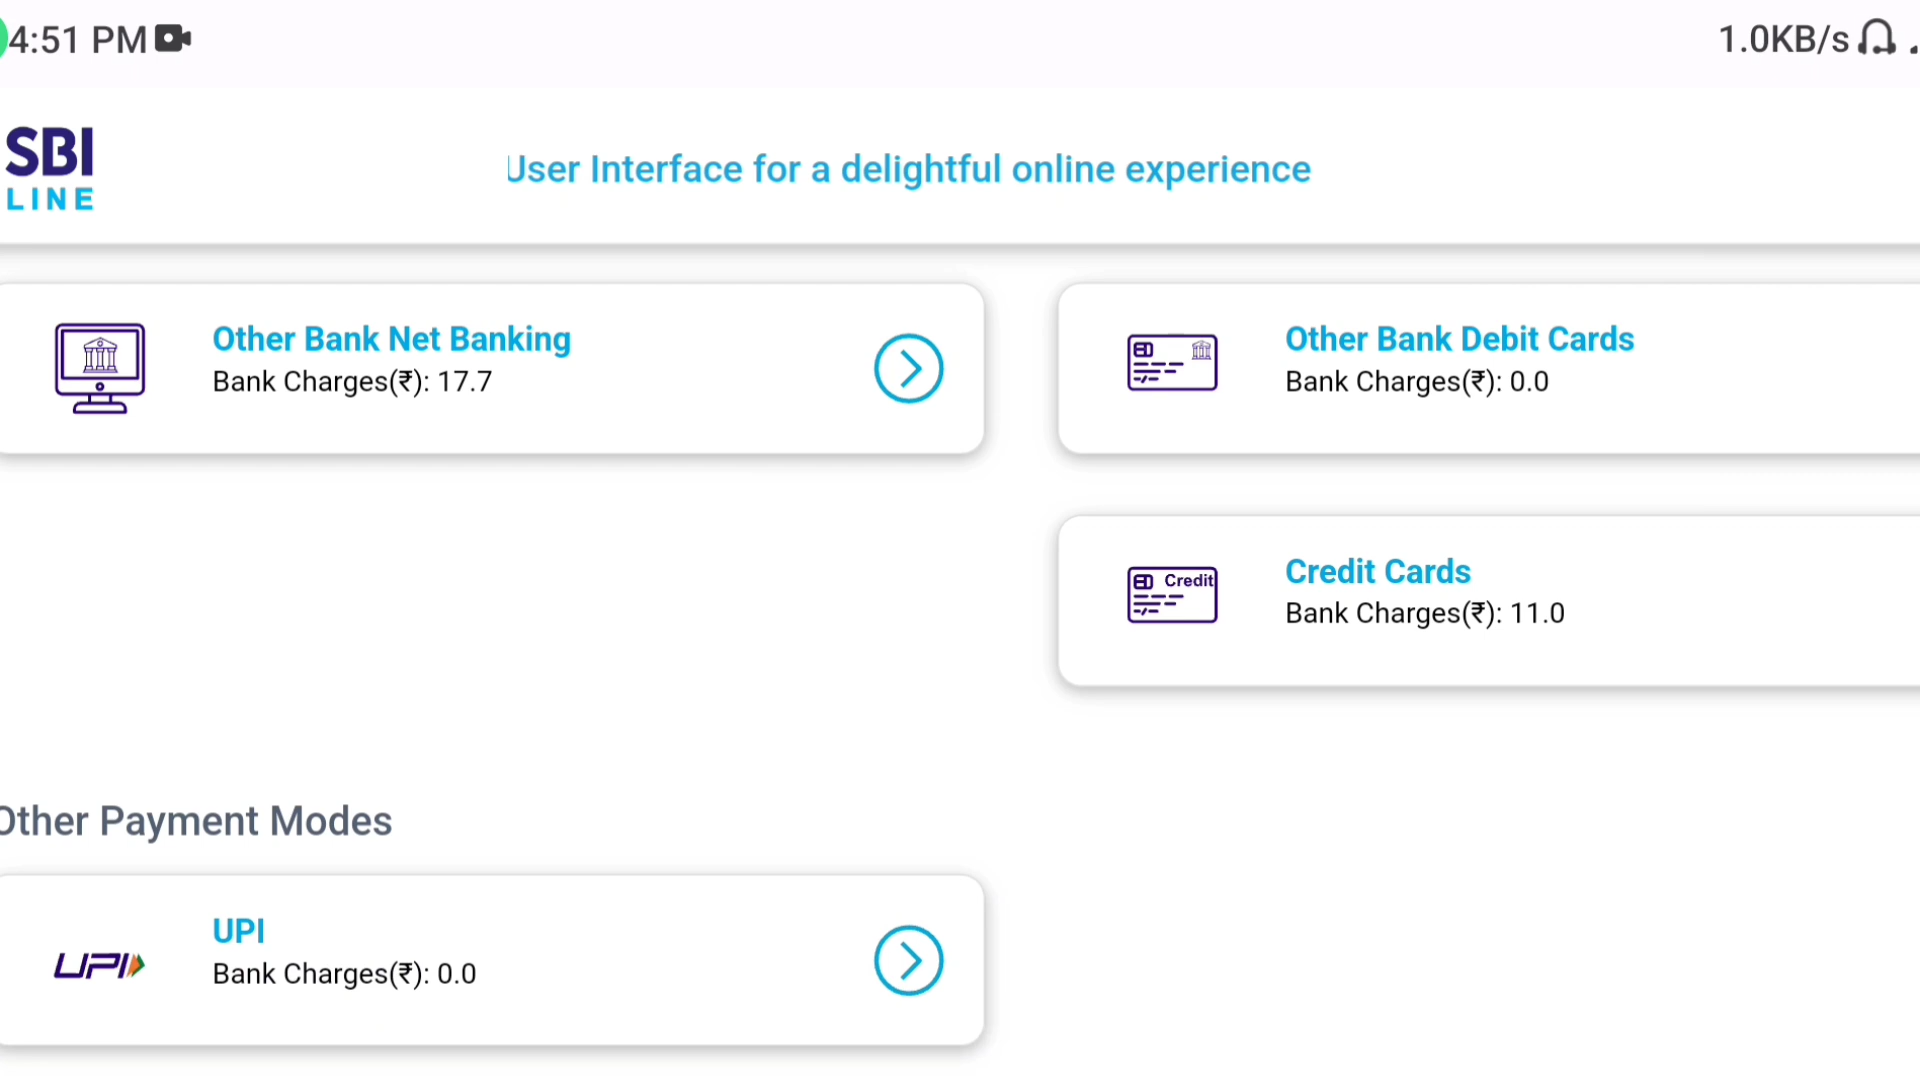 4:51 PM
1.0KB/s
SBI
LINE
User Interface for a delightful online experience
Other Bank Net Banking
Bank Charges(₹): 17.7
Other Bank Debit Cards
Bank Charges(₹): 0.0
Credit
Credit Cards
Bank Charges(₹): 11.0
Other Payment Modes
UPI
UPI
Bank Charges(₹): 0.0